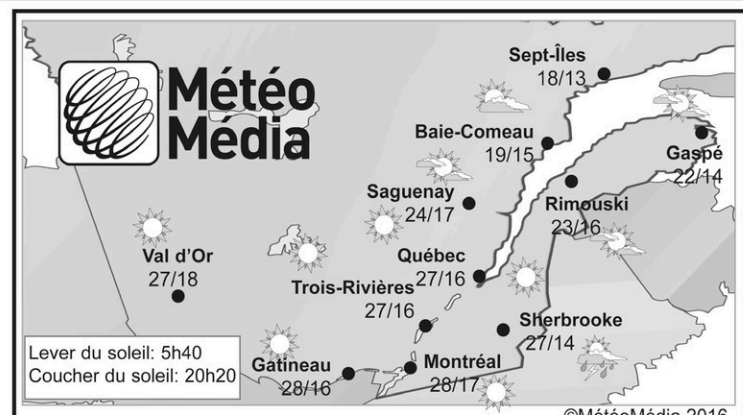 Météo
Média
Sept-Îles
18/13
Baie-Comeau
19/15
Gaspé
22/14
Saguenay
24/17
Rimouski
23/16
Val d'Or
27/18
Québec
27/16
Trois-Rivières
27/16
Sherbrooke
27/14
Lever du soleil: 5h40
Coucher du soleil: 20h20
Gatineau
28/16
Montréal
28/17
©MétéoMédia 2016